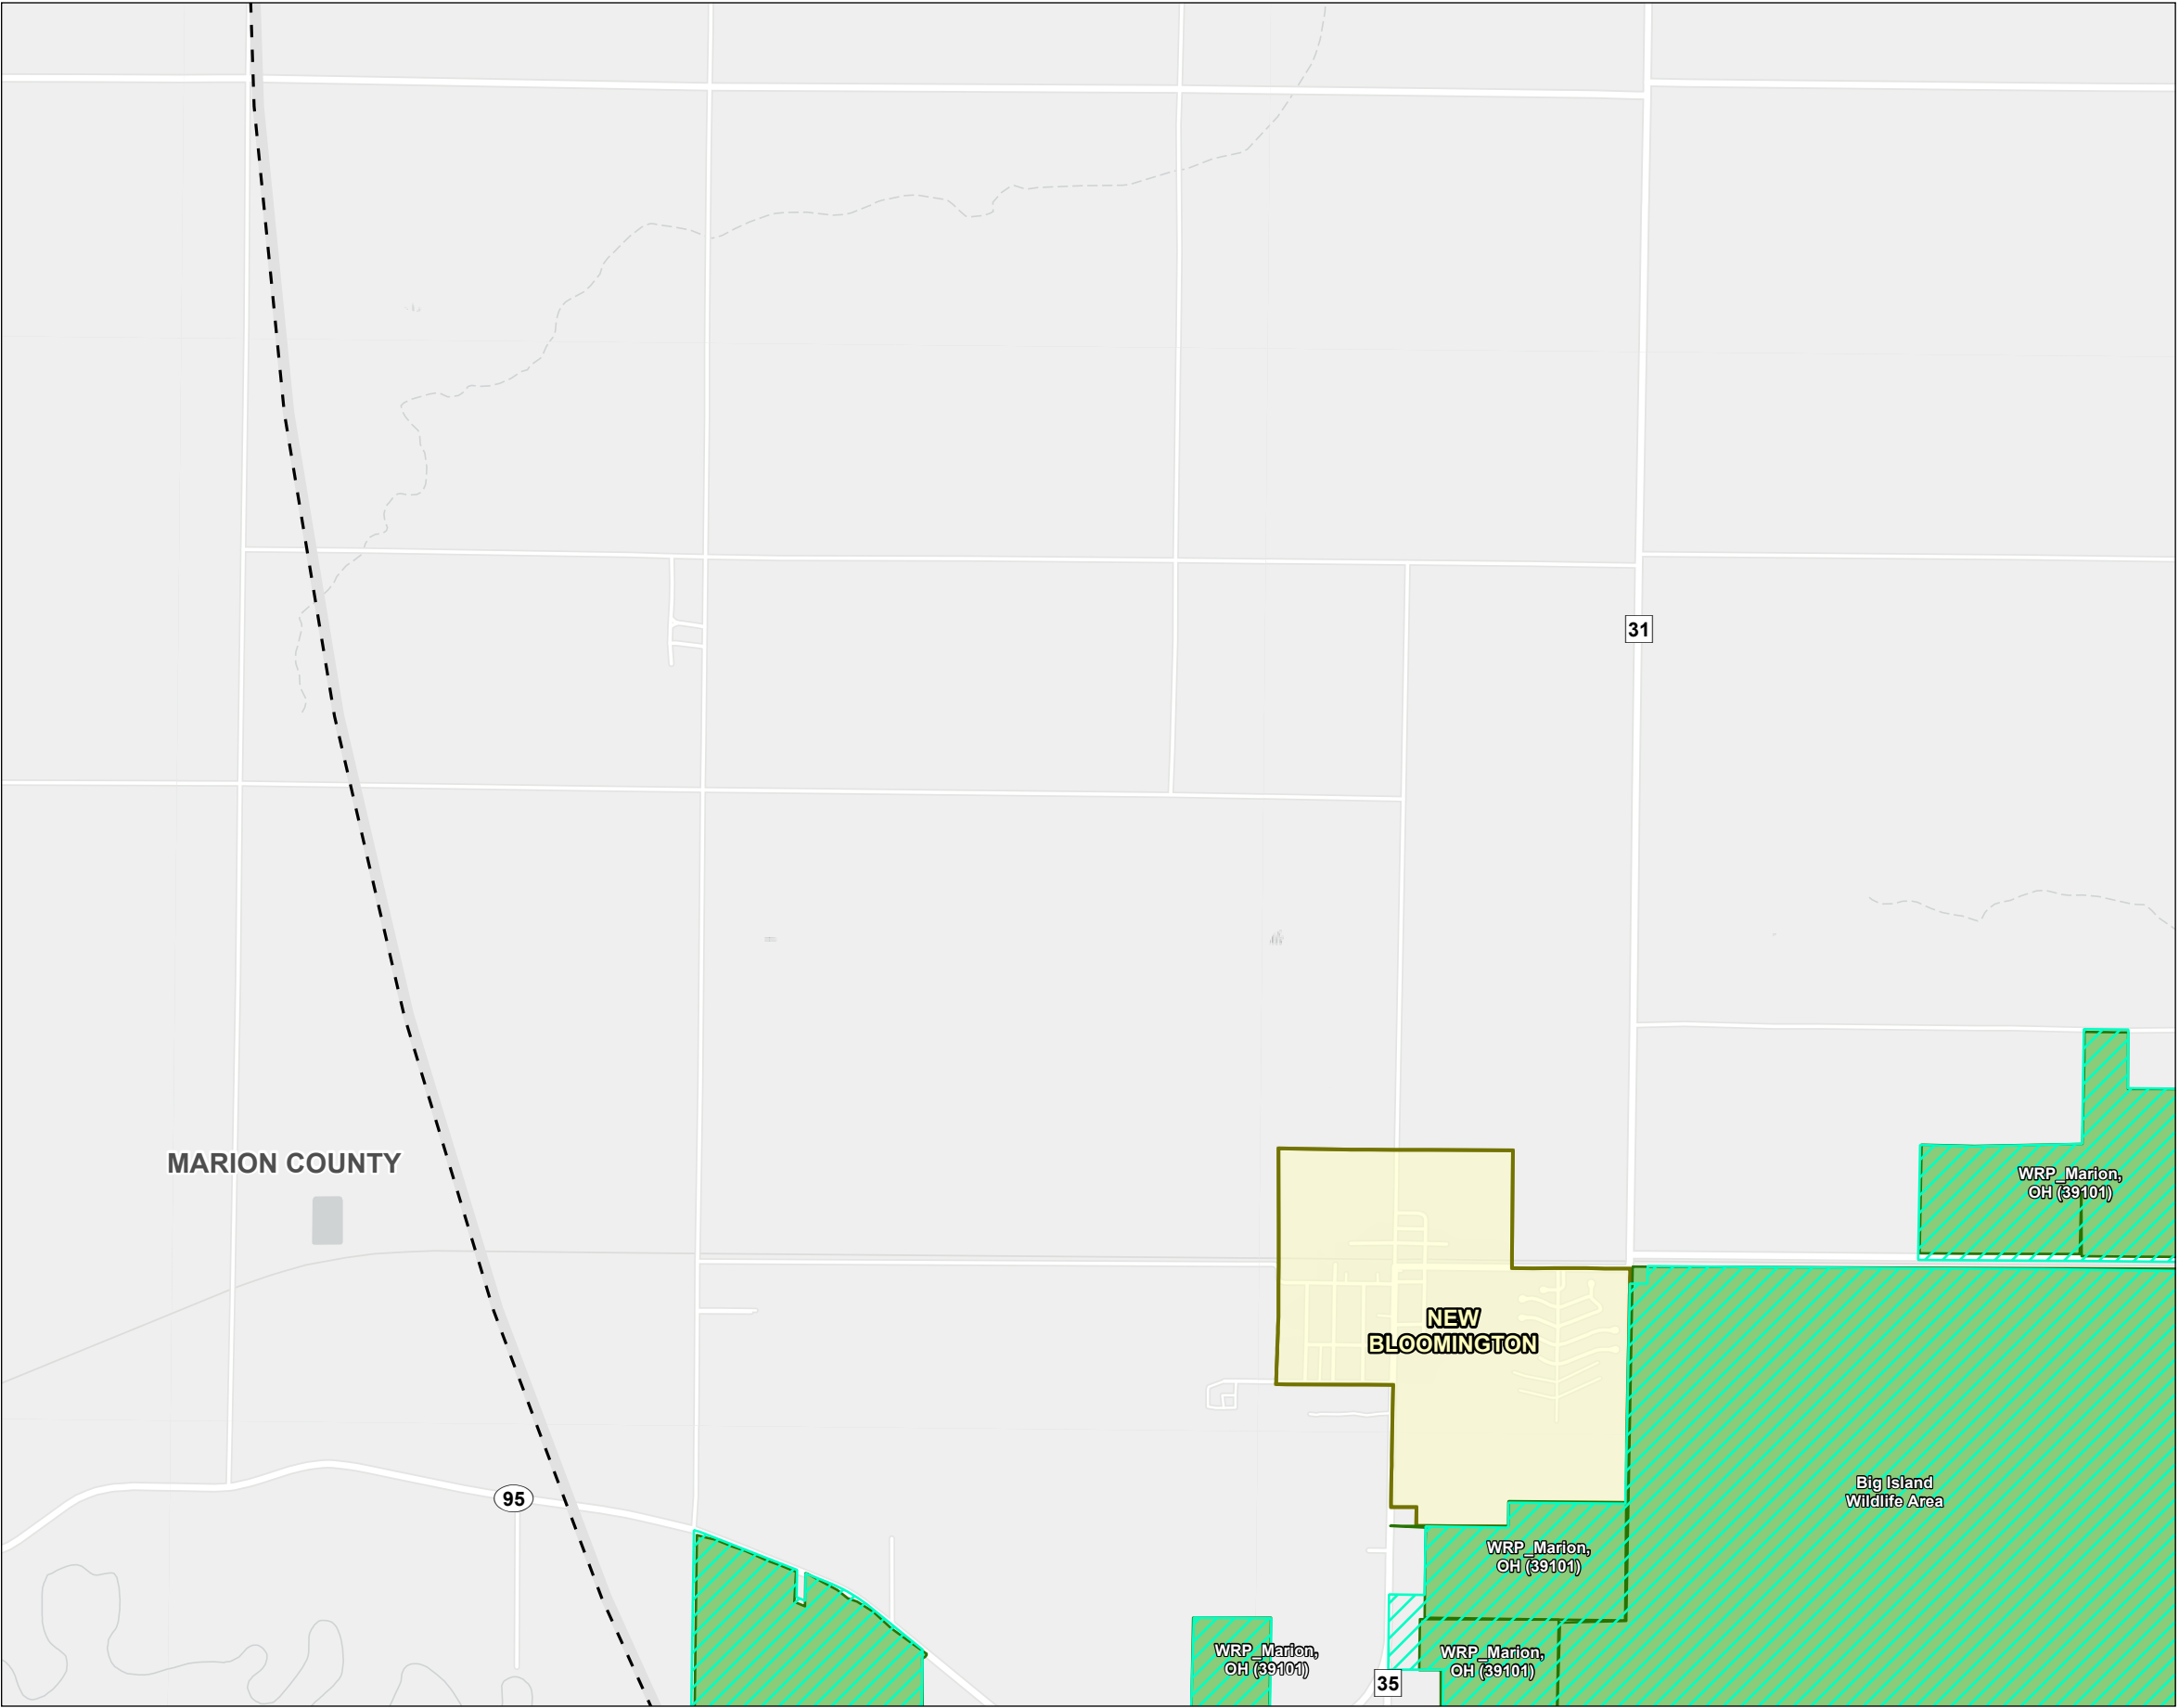 31
MARION COUNTY
WRP_Marion,
OH (39101)
NEW
BLOOMINGTON
Big Island
Wildlife Area
95
WRP_Marion,
OH (39101)
WRP_Marion,
OH (39101)
WRP_Marion,
OH (39101)
35